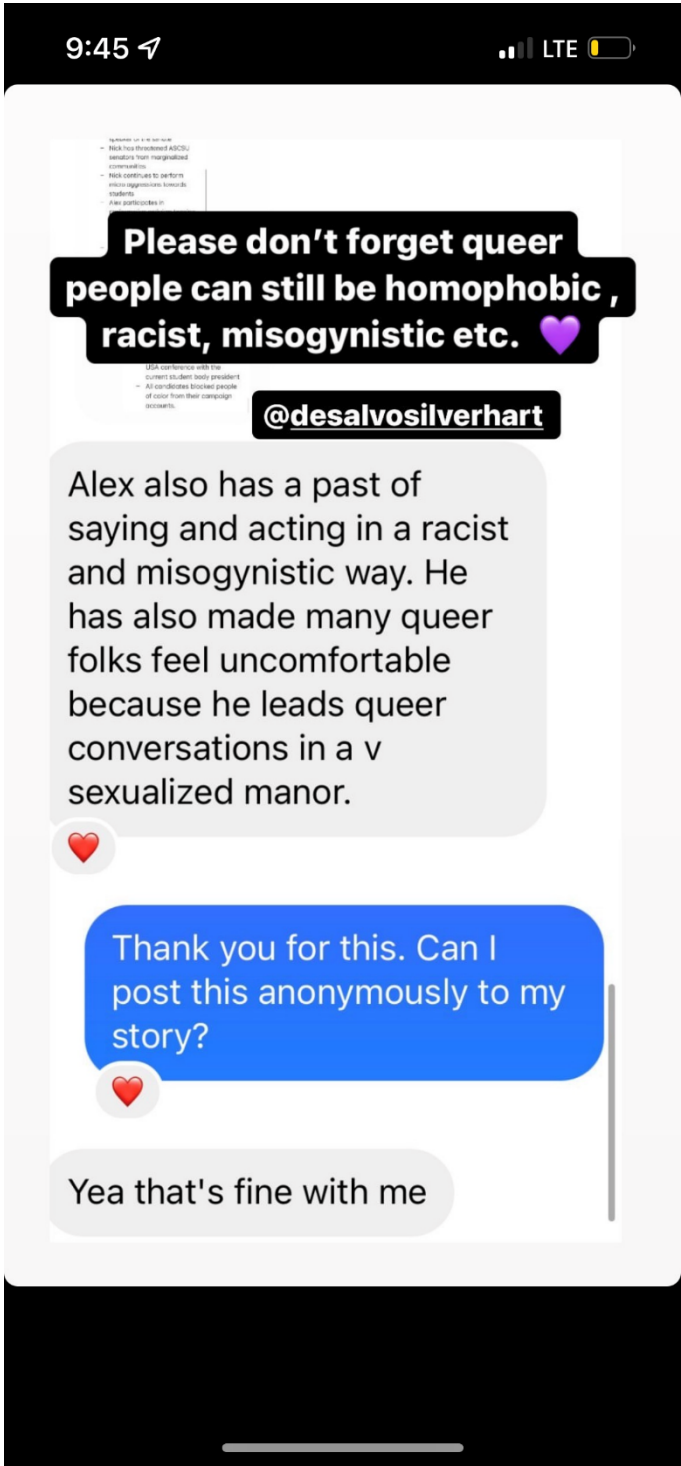 9:45
LTE
- Nick has threatened ASCSU
senators from marginalized
communities
- Nick continues to perform
micro aggressions towards
students
- Alex participates in
Please don’t forget queer
people can still be homophobic ,
racist, misogynistic etc. 💜
USA conference with the
current student body president
- All candidates blocked people
of color from their campaign
accounts.
@desalvosilverhart
Alex also has a past of
saying and acting in a racist
and misogynistic way. He
has also made many queer
folks feel uncomfortable
because he leads queer
conversations in a v
sexualized manor.
❤️
Thank you for this. Can I
post this anonymously to my
story?
❤️
Yea that's fine with me